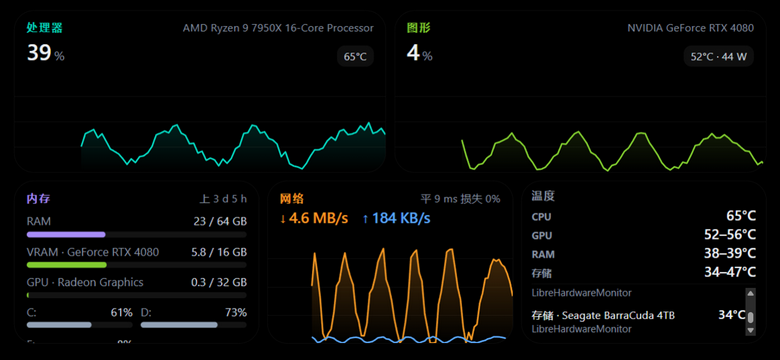 处理器 AMD Ryzen 9 7950X 16-Core Processor
39 % 65°C
图形 NVIDIA GeForce RTX 4080
4 % 52°C · 44 W
内存 上 3 d 5 h
RAM 23 / 64 GB
VRAM · GeForce RTX 4080 5.8 / 16 GB
GPU · Radeon Graphics 0.3 / 32 GB
C: 61% D: 73%
网络 平 9 ms 损失 0%
↓ 4.6 MB/s ↑ 184 KB/s
温度
CPU 65°C
GPU 52–56°C
RAM 38–39°C
存储 34–47°C
LibreHardwareMonitor
存储 · Seagate BarraCuda 4TB 34°C
LibreHardwareMonitor